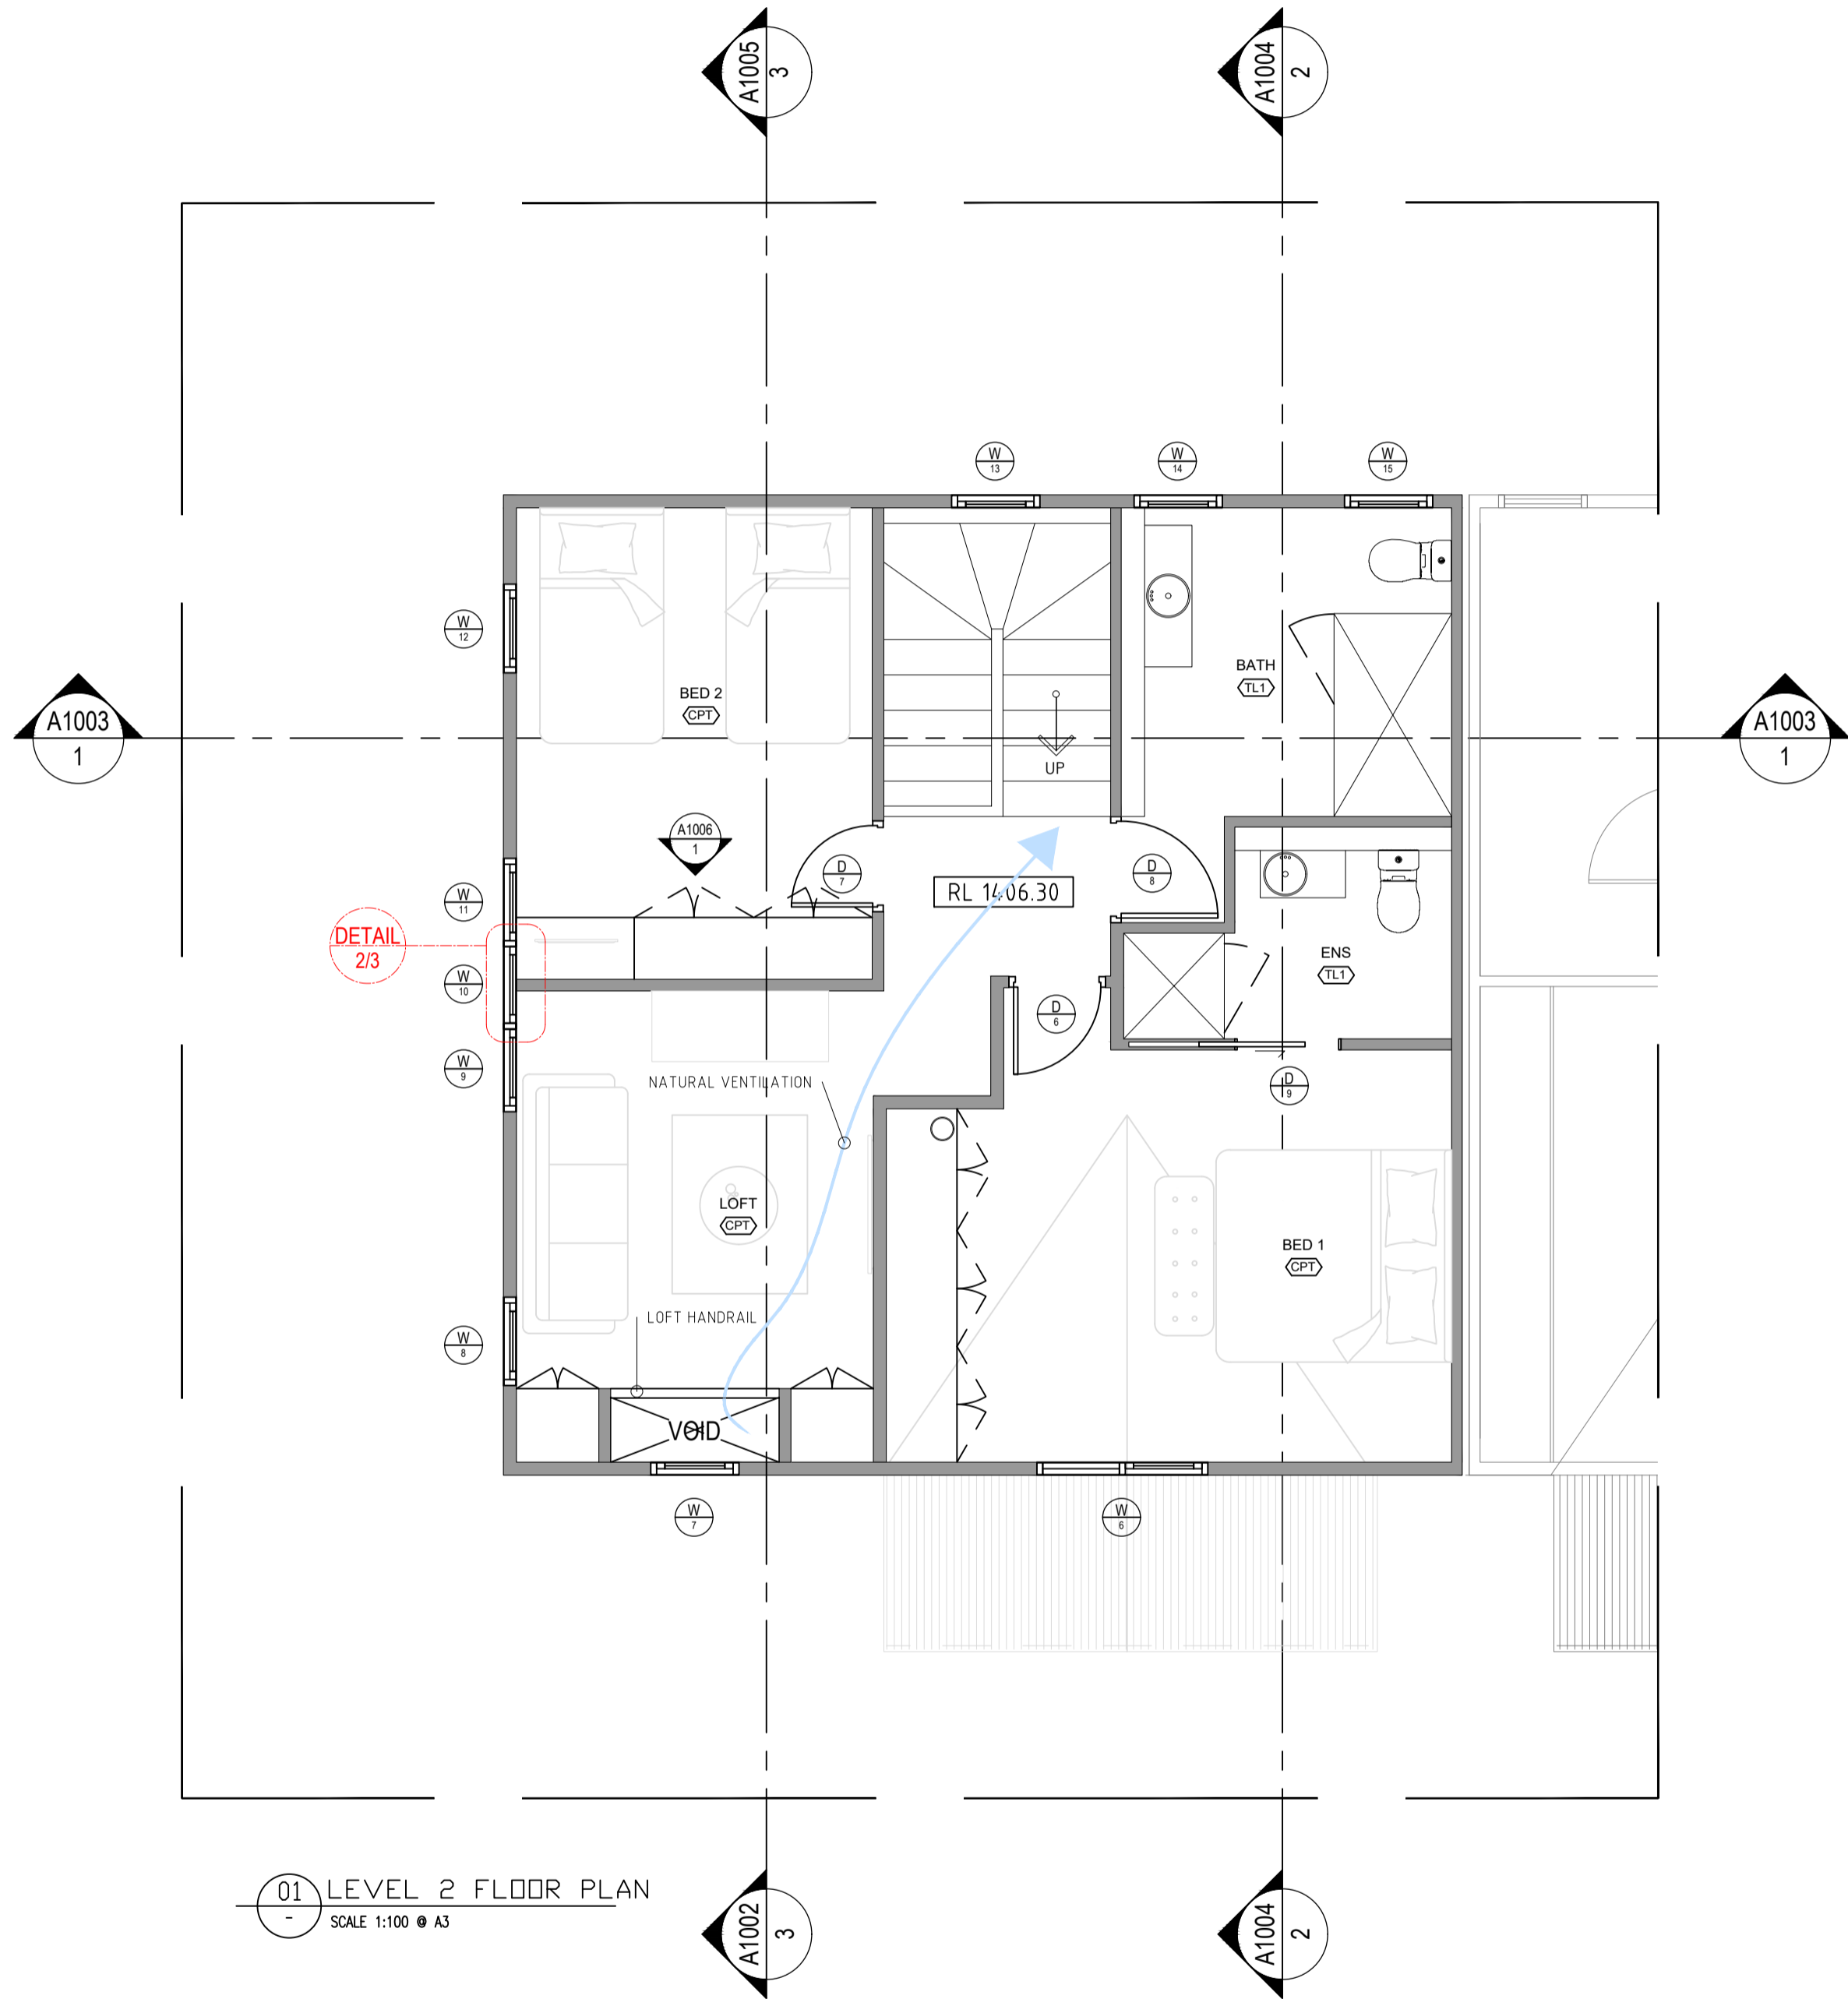 A1005
3
A1004
2
W
13
W
14
W
15
W
12
BATH
TL1
BED 2
CPT
A1003
1
A1003
1
UP
A1006
1
D
7
D
8
RL 1406.30
W
11
DETAIL
2/3
ENS
TL1
W
10
D
6
W
9
NATURAL VENTILATION
D
9
LOFT
CPT
BED 1
CPT
LOFT HANDRAIL
W
8
VOID
W
7
W
6
01
-
LEVEL 2 FLOOR PLAN
SCALE 1:100 @ A3
A1002
3
A1004
2